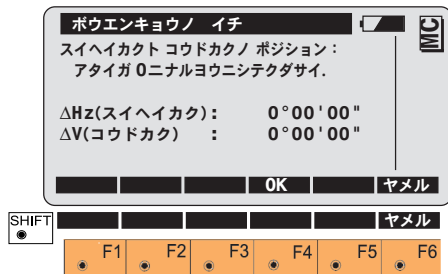 ボウエンキョウノ イチ
MC
スイヘイカクト コウドカクノ ポジション:
アタイガ0ニナルヨウニシテクダサイ.
ΔHz(スイヘイカク): 0°00'00"
ΔV(コウドカク) : 0°00'00"
OK ヤメル
SHIFT ヤメル
F1 F2 F3 F4 F5 F6